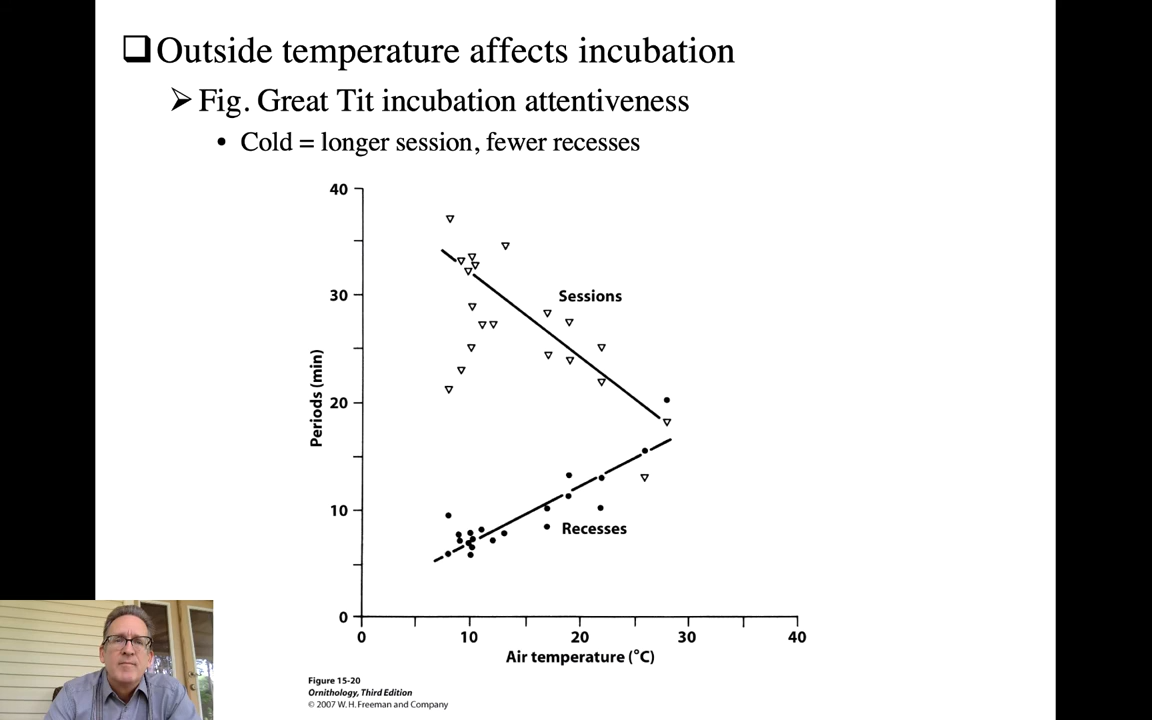 Outside temperature affects incubation
Fig. Great Tit incubation attentiveness
Cold = longer session, fewer recesses
40
30
Sessions
Periods (min)
20
10
Recesses
0
0 10 20 30 40
Air temperature (°C)
Figure 15-20
Ornithology, Third Edition
© 2007 W. H. Freeman and Company